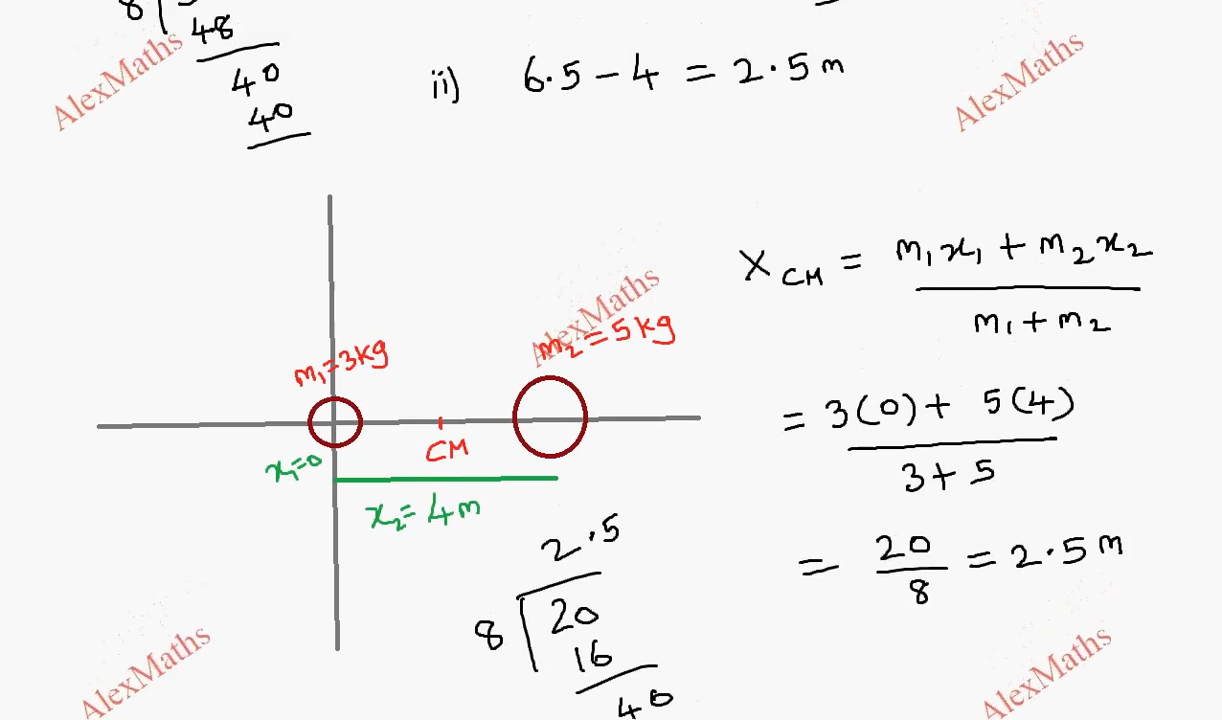 8
48
40
40
ii) 6.5 - 4 = 2.5 m
AlexMaths
AlexMaths
AlexMaths
X CM = m₁x₁ + m₂x₂
m₁ + m₂
m₁=3kg
m₂=5kg
= 3(0)+ 5(4)
3+5
CM
x₁=0
x₂=4m
= 20/8 = 2.5 m
2.5
8
20
16
40
AlexMaths
AlexMaths